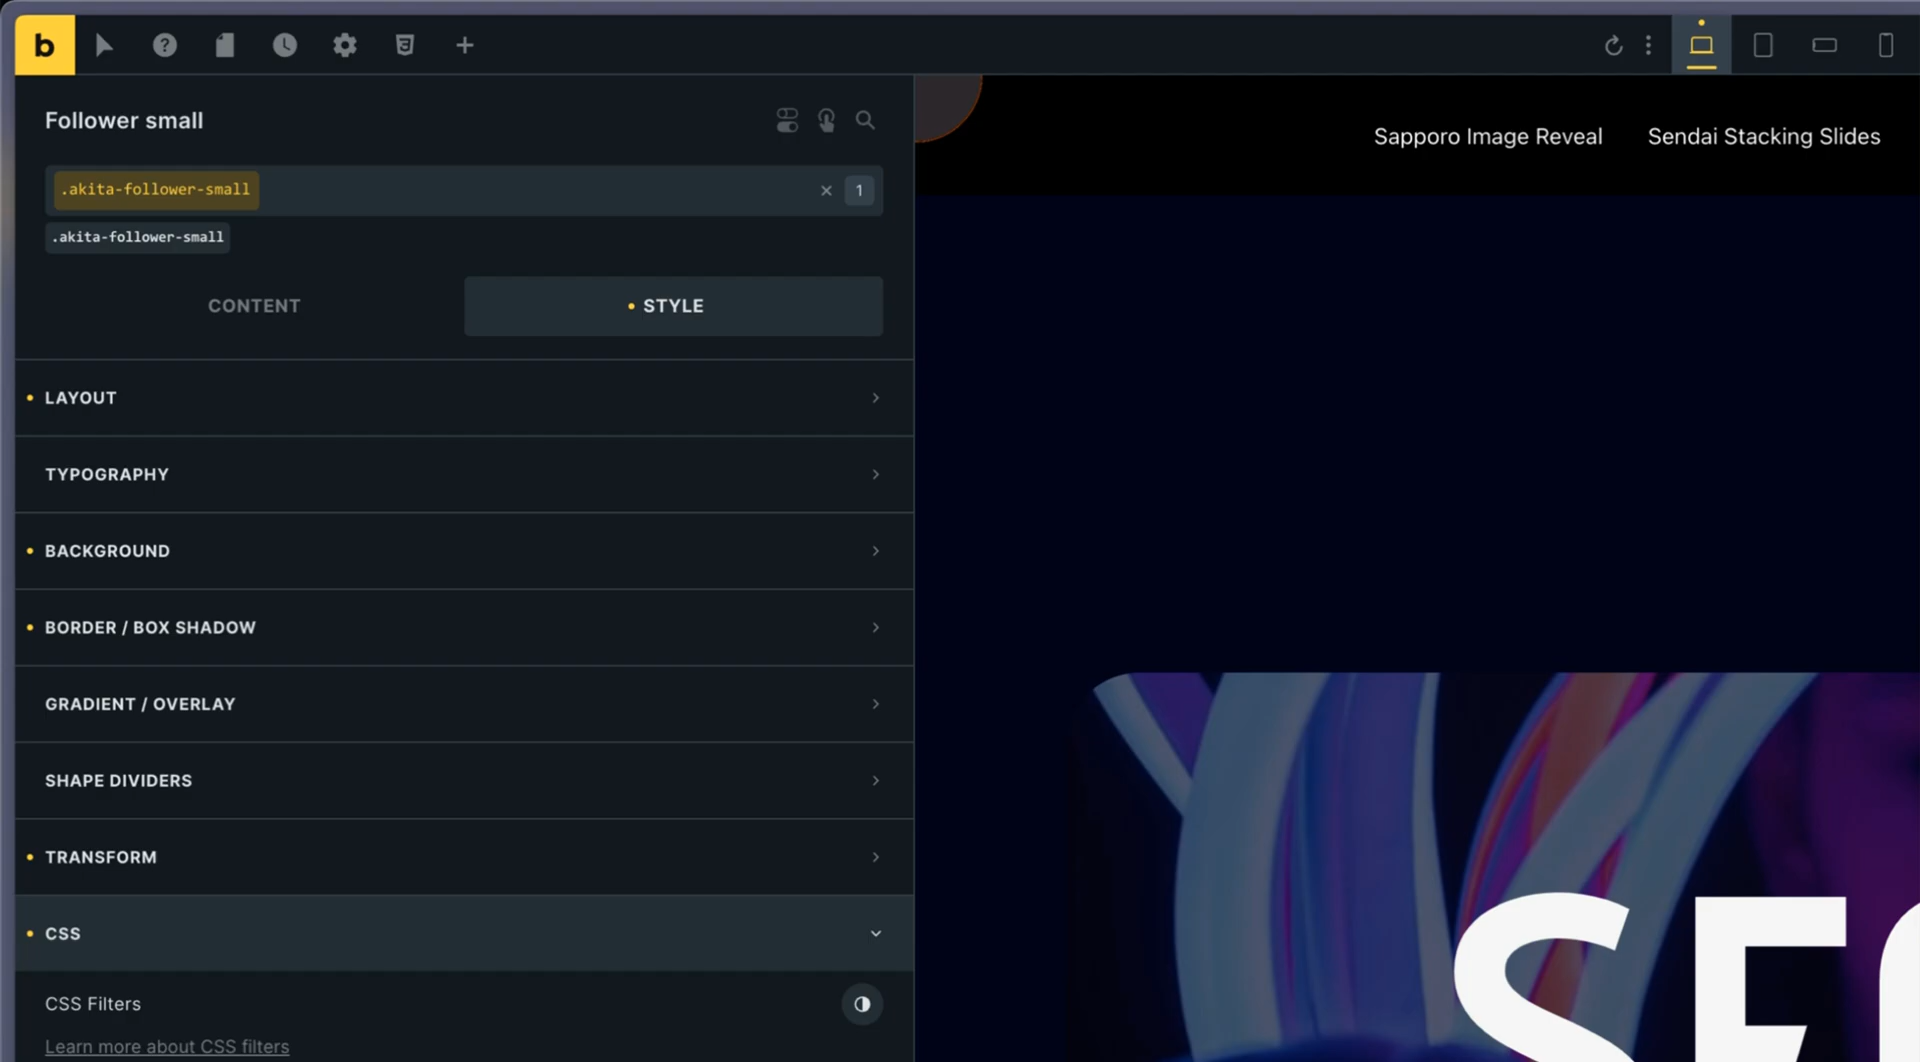 b
Follower small
.akita-follower-small
1
.akita-follower-small
CONTENT
STYLE
LAYOUT
TYPOGRAPHY
BACKGROUND
BORDER / BOX SHADOW
GRADIENT / OVERLAY
SHAPE DIVIDERS
TRANSFORM
CSS
CSS Filters
Learn more about CSS filters
Sapporo Image Reveal
Sendai Stacking Slides